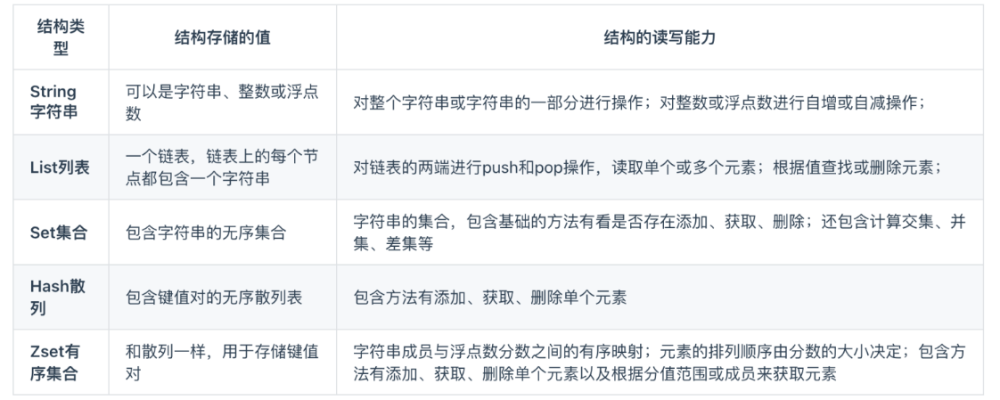 结构类
型
结构存储的值
结构的读写能力
String
字符串
可以是字符串、整数或浮点
数
对整个字符串或字符串的一部分进行操作；对整数或浮点数进行自增或自减操作；
List列表
一个链表，链表上的每个节
点都包含一个字符串
对链表的两端进行push和pop操作，读取单个或多个元素；根据值查找或删除元素；
Set集合
包含字符串的无序集合
字符串的集合，包含基础的方法有看是否存在添加、获取、删除；还包含计算交集、并
集、差集等
Hash散
列
包含键值对的无序散列表
包含方法有添加、获取、删除单个元素
Zset有
序集合
和散列一样，用于存储键值
对
字符串成员与浮点数分数之间的有序映射；元素的排列顺序由分数的大小决定；包含方
法有添加、获取、删除单个元素以及根据分值范围或成员来获取元素